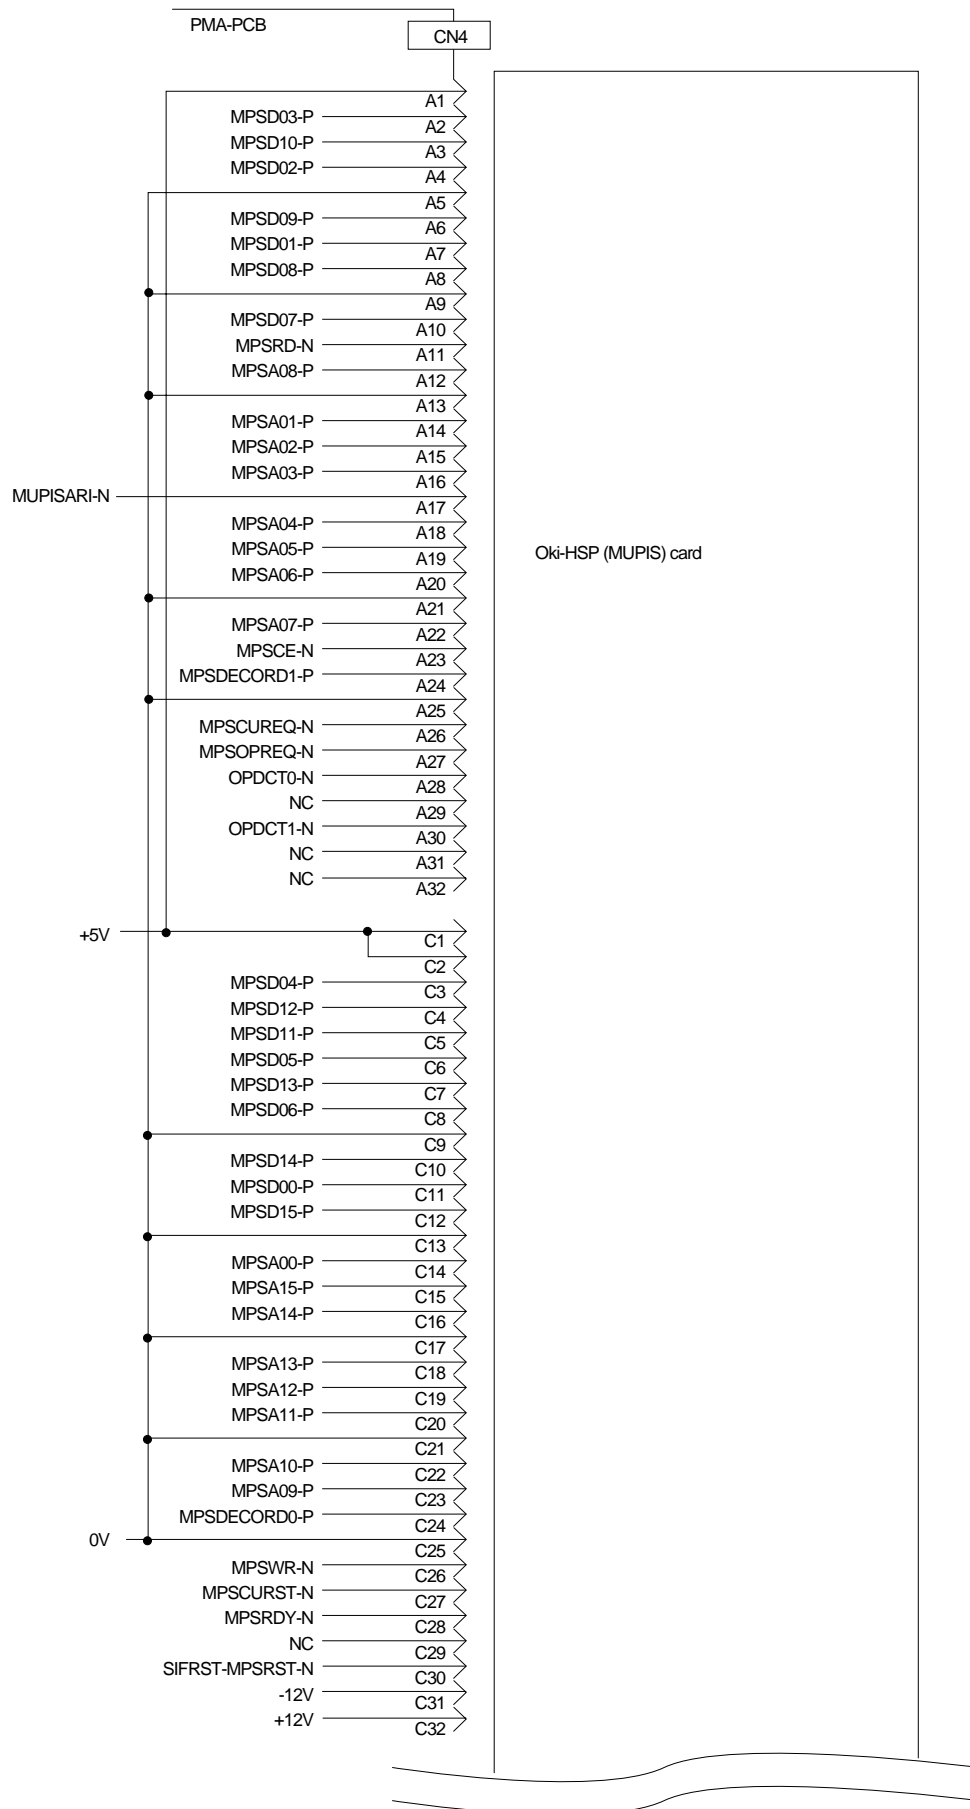 PMA-PCB
CN4
A1
MPSD03-P
A2
MPSD10-P
A3
MPSD02-P
A4
A5
MPSD09-P
A6
MPSD01-P
A7
MPSD08-P
A8
A9
MPSD07-P
A10
MPSRD-N
A11
MPSA08-P
A12
A13
MPSA01-P
A14
MPSA02-P
A15
MPSA03-P
A16
MUPISARI-N
A17
MPSA04-P
A18
MPSA05-P
A19
MPSA06-P
A20
Oki-HSP (MUPIS) card
A21
MPSA07-P
A22
MPSCE-N
A23
MPSDECORD1-P
A24
A25
MPSCUREQ-N
A26
MPSOPREQ-N
A27
OPDCT0-N
A28
NC
A29
OPDCT1-N
A30
NC
A31
NC
A32
+5V
C1
C2
MPSD04-P
C3
MPSD12-P
C4
MPSD11-P
C5
MPSD05-P
C6
MPSD13-P
C7
MPSD06-P
C8
C9
MPSD14-P
C10
MPSD00-P
C11
MPSD15-P
C12
C13
MPSA00-P
C14
MPSA15-P
C15
MPSA14-P
C16
C17
MPSA13-P
C18
MPSA12-P
C19
MPSA11-P
C20
C21
MPSA10-P
C22
MPSA09-P
C23
MPSDECORD0-P
C24
0V
C25
MPSWR-N
C26
MPSCURST-N
C27
MPSRDY-N
C28
NC
C29
SIFRST-MPSRST-N
C30
-12V
C31
+12V
C32